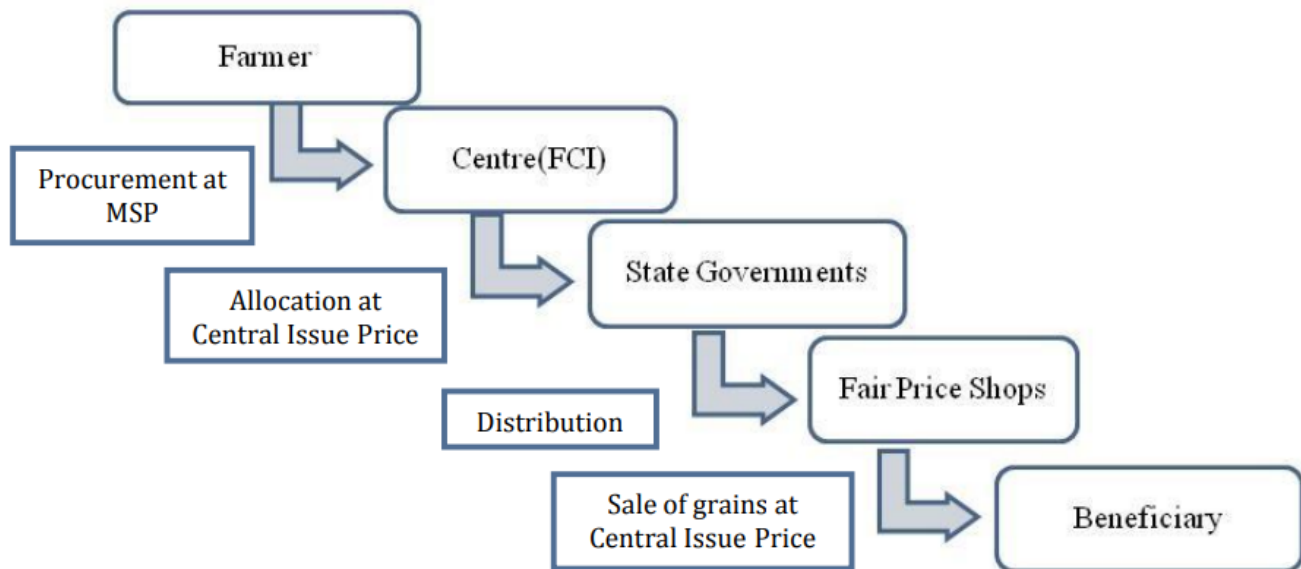 Farmer
Centre(FCI)
Procurement at
MSP
State Governments
Allocation at
Central Issue Price
Fair Price Shops
Distribution
Sale of grains at
Central Issue Price
Beneficiary